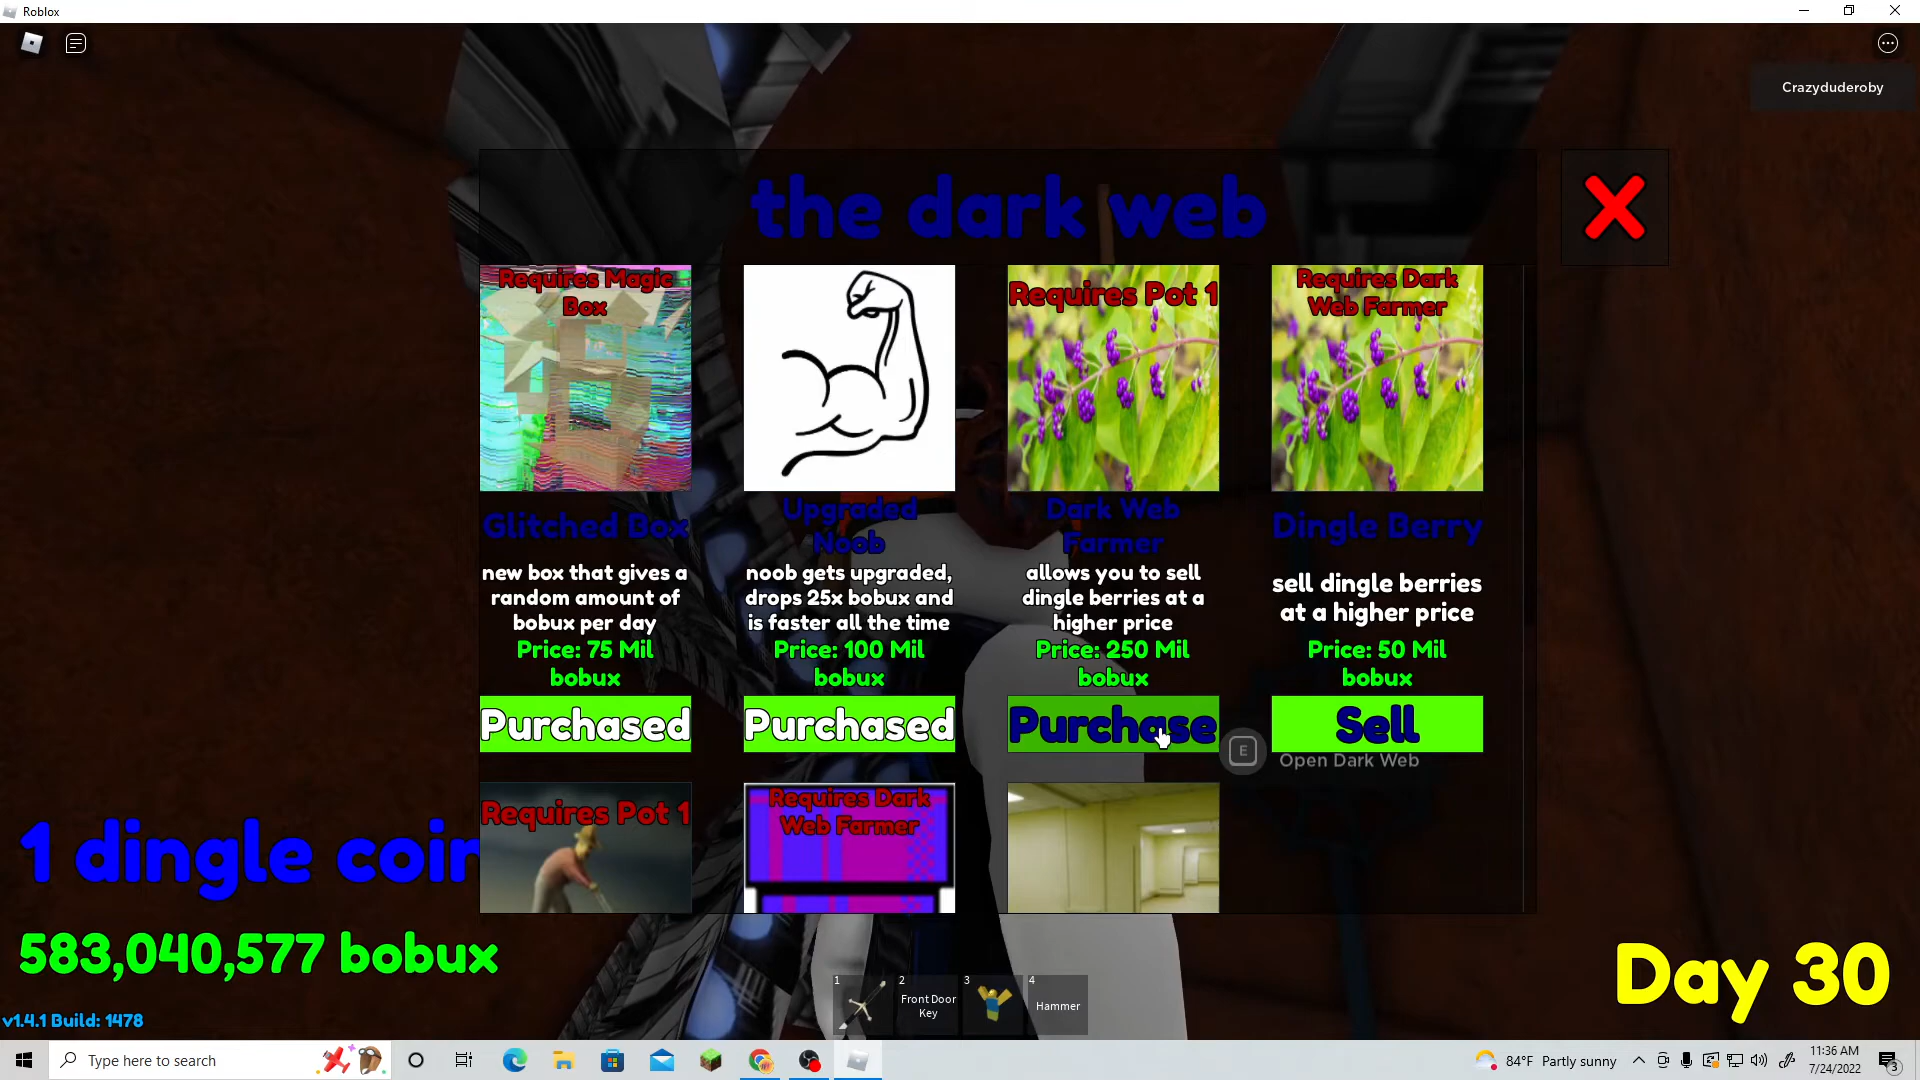 Roblox
Crazyduderoby
the dark web
Requires Magic
Box
Requires Pot 1
Requires Dark
Web Farmer
Glitched Box
Upgraded
Noob
Dark Web
Farmer
Dingle Berry
new box that gives a
random amount of
bobux per day
noob gets upgraded,
drops 25x bobux and
is faster all the time
allows you to sell
dingle berries at a
higher price
sell dingle berries
at a higher price
Price: 75 Mil
bobux
Price: 100 Mil
bobux
Price: 250 Mil
bobux
Price: 50 Mil
bobux
Purchased
Purchased
Purchase
Sell
E
Open Dark Web
Requires Pot 1
Requires Dark
Web Farmer
1 dingle coin
583,040,577 bobux
Day 30
1
2
Front Door
Key
3
4
Hammer
v1.4.1 Build: 1478
Type here to search
84°F Partly sunny
11:36 AM
7/24/2022
3